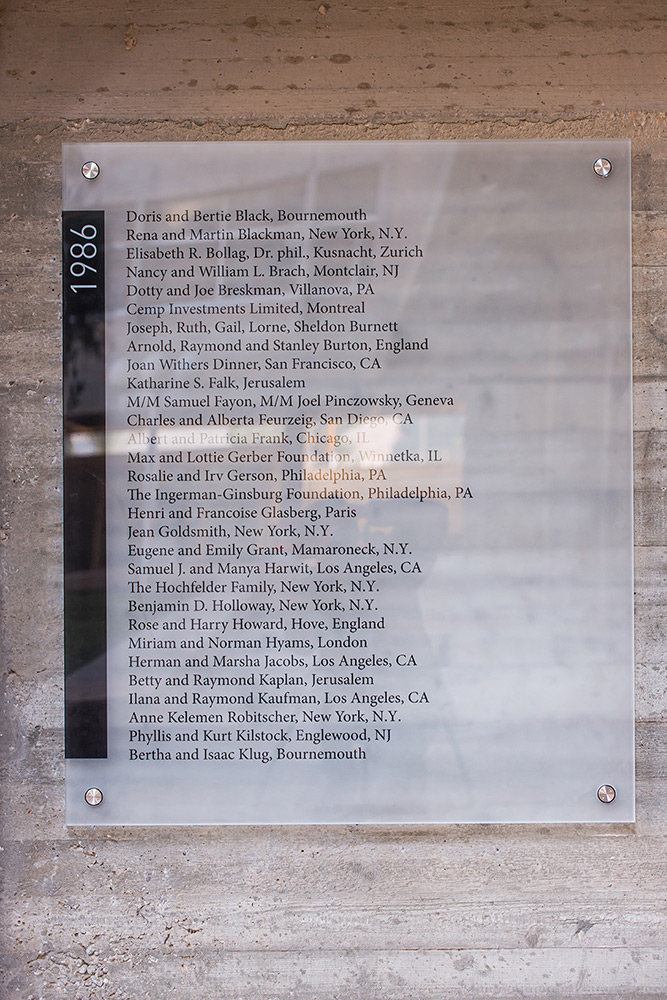 1986
Doris and Bertie Black, Bournemouth
Rena and Martin Blackman, New York, N.Y.
Elisabeth R. Bollag, Dr. phil., Kusnacht, Zurich
Nancy and William L. Brach, Montclair, NJ
Dotty and Joe Breskman, Villanova, PA
Cemp Investments Limited, Montreal
Joseph, Ruth, Gail, Lorne, Sheldon Burnett
Arnold, Raymond and Stanley Burton, England
Joan Withers Dinner, San Francisco, CA
Katharine S. Falk, Jerusalem
M/M Samuel Fayon, M/M Joel Pinczowsky, Geneva
Charles and Alberta Feurzeig, San Diego, CA
Albert and Patricia Frank, Chicago, IL
Max and Lottie Gerber Foundation, Winnetka, IL
Rosalie and Irv Gerson, Philadelphia, PA
The Ingerman-Ginsburg Foundation, Philadelphia, PA
Henri and Francoise Glasberg, Paris
Jean Goldsmith, New York, N.Y.
Eugene and Emily Grant, Mamaroneck, N.Y.
Samuel J. and Manya Harwit, Los Angeles, CA
The Hochfelder Family, New York, N.Y.
Benjamin D. Holloway, New York, N.Y.
Rose and Harry Howard, Hove, England
Miriam and Norman Hyams, London
Herman and Marsha Jacobs, Los Angeles, CA
Betty and Raymond Kaplan, Jerusalem
Ilana and Raymond Kaufman, Los Angeles, CA
Anne Kelemen Robitscher, New York, N.Y.
Phyllis and Kurt Kilstock, Englewood, NJ
Bertha and Isaac Klug, Bournemouth